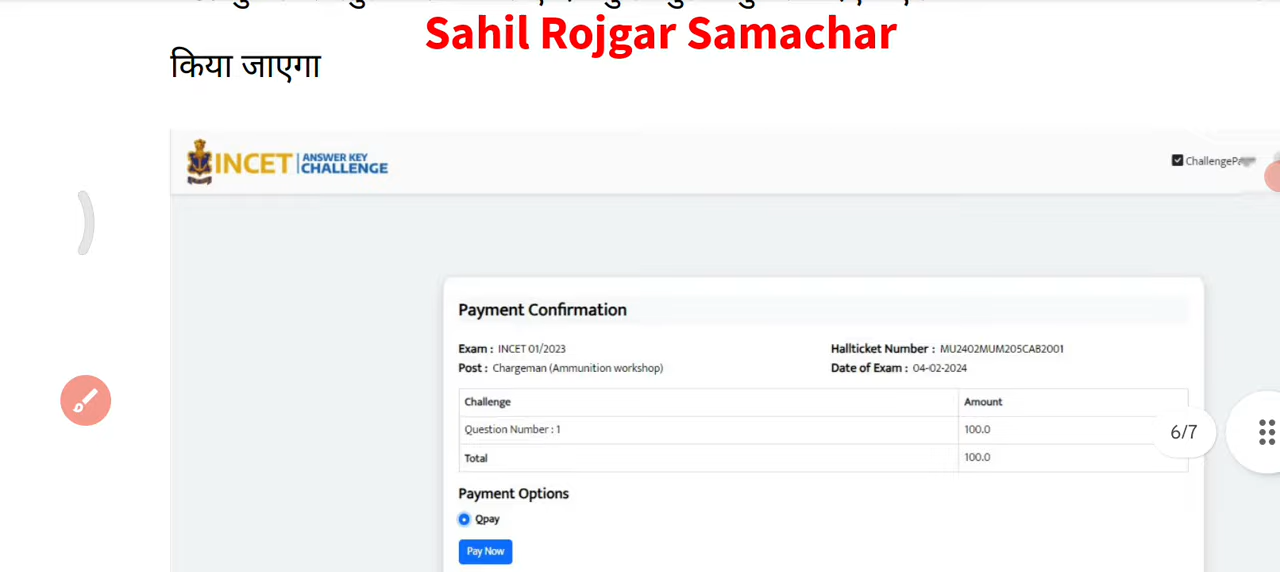 Sahil Rojgar Samachar
किया जाएगा
INCET ANSWER KEY CHALLENGE
Payment Confirmation
Exam : INCET 01/2023 Hallticket Number : MU2402MUM205CAB2001
Post : Chargeman (Ammunition workshop) Date of Exam : 04-02-2024
Challenge Amount
Question Number : 1 100.0
Total 100.0
6/7
Payment Options
Qpay
Pay Now